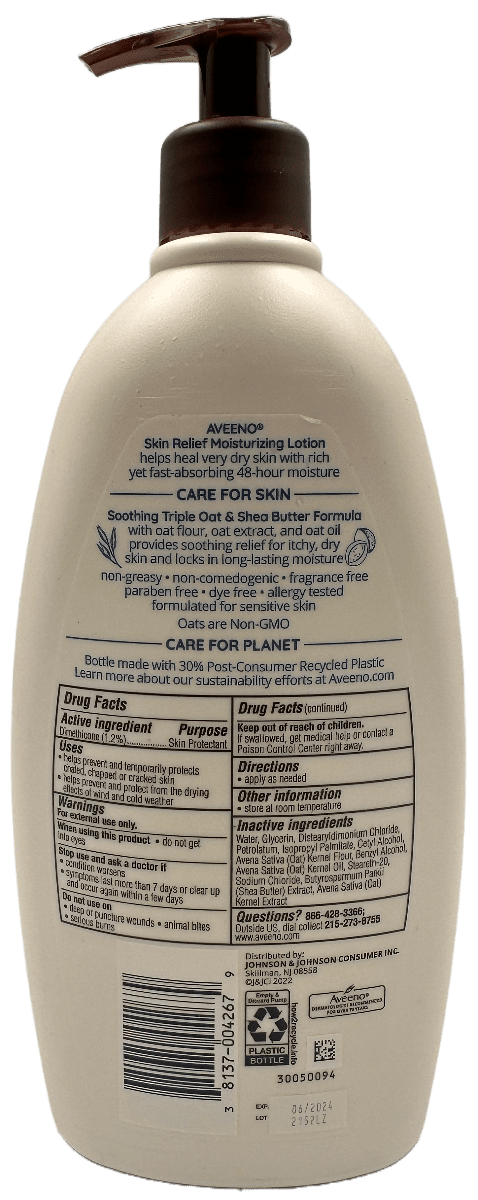 AVEENO®
Skin Relief Moisturizing Lotion
helps heal very dry skin with rich
yet fast-absorbing 48-hour moisture
CARE FOR SKIN
Soothing Triple Oat & Shea Butter Formula
with oat flour, oat extract, and oat oil
provides soothing relief for itchy, dry
skin and locks in long-lasting moisture
non-greasy • non-comedogenic • fragrance free
paraben free • dye free • allergy tested
formulated for sensitive skin
Oats are Non-GMO
CARE FOR PLANET
Bottle made with 30% Post-Consumer Recycled Plastic
Learn more about our sustainability efforts at Aveeno.com
Drug Facts
Active ingredient Purpose
Dimethicone (1.2%)..................... Skin Protectant
Uses
• helps prevent and temporarily protects
chafed, chapped or cracked skin
• helps prevent and protect from the drying
effects of wind and cold weather
Warnings
For external use only.
When using this product • do not get
into eyes
Stop use and ask a doctor if
• condition worsens
• symptoms last more than 7 days or clear up
and occur again within a few days
Do not use on
• deep or puncture wounds • animal bites
• serious burns
Drug Facts (continued)
Keep out of reach of children.
If swallowed, get medical help or contact a
Poison Control Center right away.
Directions
• apply as needed
Other information
• store at room temperature
Inactive ingredients
Water, Glycerin, Distearyldimonium Chloride,
Petrolatum, Isopropyl Palmitate, Cetyl Alcohol,
Avena Sativa (Oat) Kernel Flour, Benzyl Alcohol,
Avena Sativa (Oat) Kernel Oil, Steareth-20,
Sodium Chloride, Butyrospermum Parkii
(Shea Butter) Extract, Avena Sativa (Oat)
Kernel Extract
Questions? 866-428-3366;
Outside US, dial collect 215-273-8755
www.aveeno.com
Distributed by:
JOHNSON & JOHNSON CONSUMER INC.
Skillman, NJ 08558
©J&JCI 2022
3 8137-004267 9
Empty &
Discard Pump
PLASTIC
BOTTLE
how2recycle.info
Aveeno®
DERMATOLOGIST RECOMMENDED
FOR OVER 70 YEARS
30050094
EXP. 06/2024
LOT 2152LZ